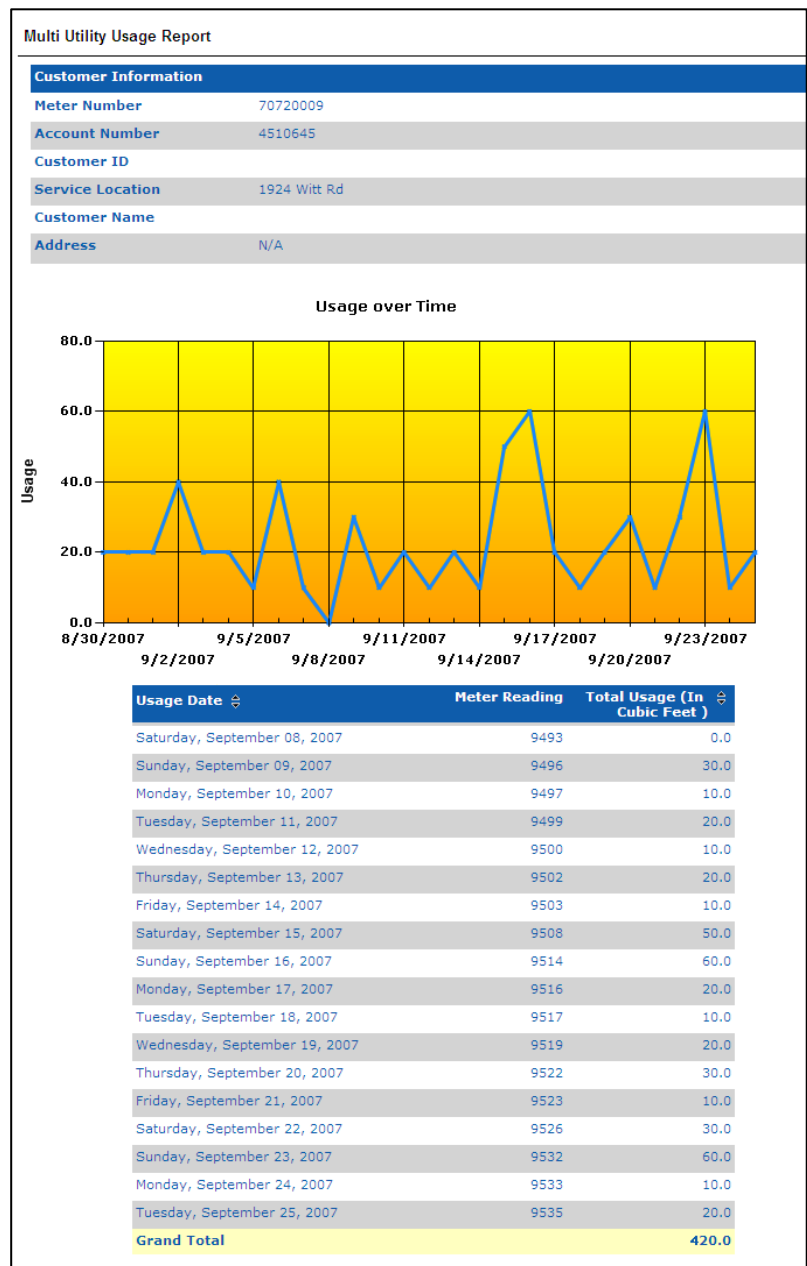 Multi Utility Usage Report
Customer Information
Meter Number 70720009
Account Number 4510645
Customer ID
Service Location 1924 Witt Rd
Customer Name
Address N/A
Usage over Time
80.0
60.0
40.0
20.0
0.0
Usage
8/30/2007 9/5/2007 9/11/2007 9/17/2007 9/23/2007
9/2/2007 9/8/2007 9/14/2007 9/20/2007
Usage Date Meter Reading Total Usage (In
Cubic Feet )
Saturday, September 08, 2007 9493 0.0
Sunday, September 09, 2007 9496 30.0
Monday, September 10, 2007 9497 10.0
Tuesday, September 11, 2007 9499 20.0
Wednesday, September 12, 2007 9500 10.0
Thursday, September 13, 2007 9502 20.0
Friday, September 14, 2007 9503 10.0
Saturday, September 15, 2007 9508 50.0
Sunday, September 16, 2007 9514 60.0
Monday, September 17, 2007 9516 20.0
Tuesday, September 18, 2007 9517 10.0
Wednesday, September 19, 2007 9519 20.0
Thursday, September 20, 2007 9522 30.0
Friday, September 21, 2007 9523 10.0
Saturday, September 22, 2007 9526 30.0
Sunday, September 23, 2007 9532 60.0
Monday, September 24, 2007 9533 10.0
Tuesday, September 25, 2007 9535 20.0
Grand Total 420.0